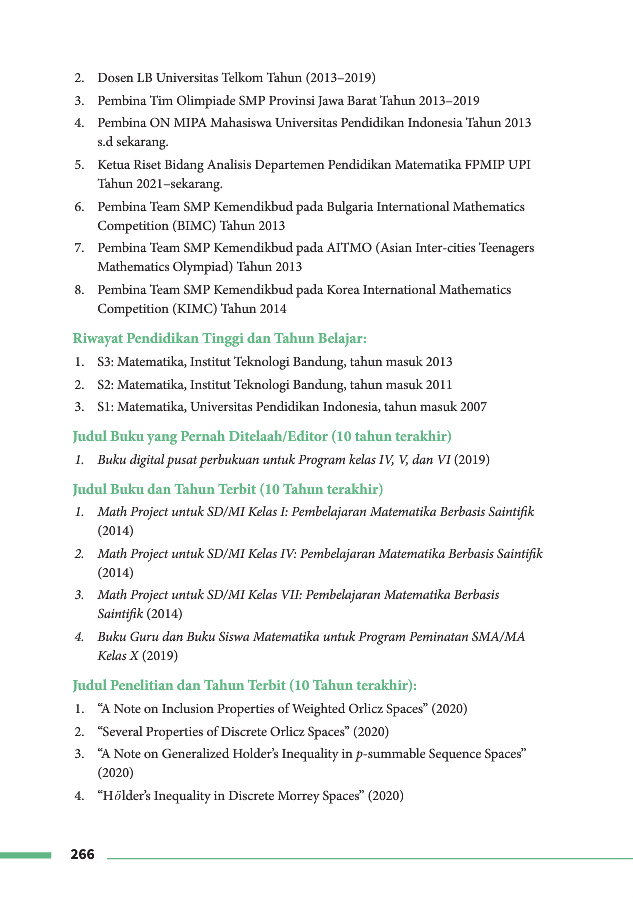 2. Dosen LB Universitas Telkom Tahun (2013–2019)
3. Pembina Tim Olimpiade SMP Provinsi Jawa Barat Tahun 2013–2019
4. Pembina ON MIPA Mahasiswa Universitas Pendidikan Indonesia Tahun 2013
s.d sekarang.
5. Ketua Riset Bidang Analisis Departemen Pendidikan Matematika FPMIP UPI
Tahun 2021–sekarang.
6. Pembina Team SMP Kemendikbud pada Bulgaria International Mathematics
Competition (BIMC) Tahun 2013
7. Pembina Team SMP Kemendikbud pada AITMO (Asian Inter-cities Teenagers
Mathematics Olympiad) Tahun 2013
8. Pembina Team SMP Kemendikbud pada Korea International Mathematics
Competition (KIMC) Tahun 2014
Riwayat Pendidikan Tinggi dan Tahun Belajar:
1. S3: Matematika, Institut Teknologi Bandung, tahun masuk 2013
2. S2: Matematika, Institut Teknologi Bandung, tahun masuk 2011
3. S1: Matematika, Universitas Pendidikan Indonesia, tahun masuk 2007
Judul Buku yang Pernah Ditelaah/Editor (10 tahun terakhir)
1. Buku digital pusat perbukuan untuk Program kelas IV, V, dan VI (2019)
Judul Buku dan Tahun Terbit (10 Tahun terakhir)
1. Math Project untuk SD/MI Kelas I: Pembelajaran Matematika Berbasis Saintifik
(2014)
2. Math Project untuk SD/MI Kelas IV: Pembelajaran Matematika Berbasis Saintifik
(2014)
3. Math Project untuk SD/MI Kelas VII: Pembelajaran Matematika Berbasis
Saintifik (2014)
4. Buku Guru dan Buku Siswa Matematika untuk Program Peminatan SMA/MA
Kelas X (2019)
Judul Penelitian dan Tahun Terbit (10 Tahun terakhir):
1. “A Note on Inclusion Properties of Weighted Orlicz Spaces” (2020)
2. “Several Properties of Discrete Orlicz Spaces” (2020)
3. “A Note on Generalized Holder’s Inequality in p-summable Sequence Spaces”
(2020)
4. “Hölder’s Inequality in Discrete Morrey Spaces” (2020)
266